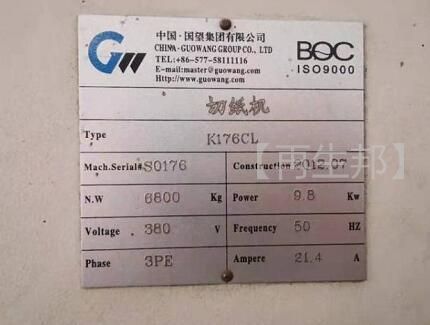 GW
中国·国望集团有限公司
CHINA·GUOWANG GROUP CO., LTD
TEL:+86-577-58111116
E-mail:master@guowang.com
http://www.guowang.com
BQC
ISO9000
切纸机
Type K176CL
Mach.Serial# S0176 Construction 2012.07
N.W 6800 Kg Power 9.8 Kw
Voltage 380 V Frequency 50 HZ
Phase 3PE Ampere 21.4 A
【再生邦】